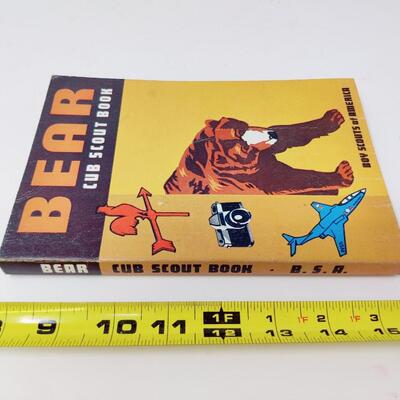 BEAR
CUB SCOUT BOOK
BOY SCOUTS of AMERICA
BEAR CUB SCOUT BOOK · B. S. A.
9 10 11 1F 1 2 3
12 13 14 15